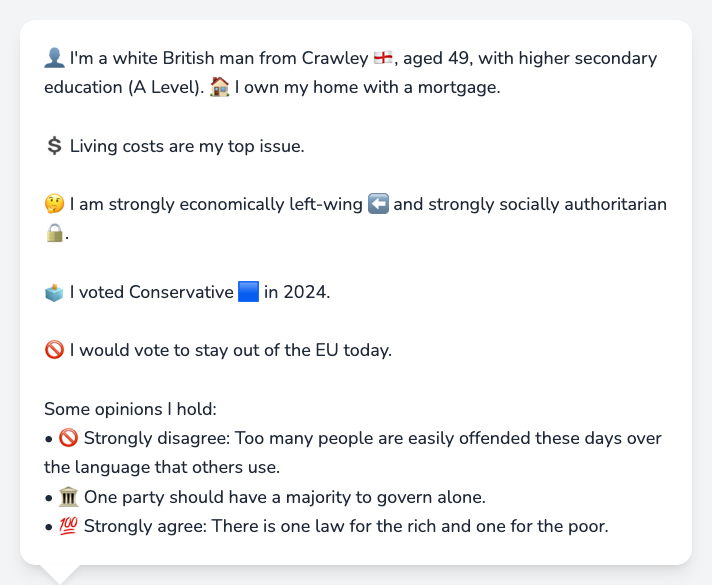 👤 I'm a white British man from Crawley 🏴󠁧󠁢󠁥󠁮󠁧󠁿, aged 49, with higher secondary
education (A Level). 🏠 I own my home with a mortgage.
💲 Living costs are my top issue.
🤔 I am strongly economically left-wing ⬅️ and strongly socially authoritarian
🔒.
🗳️ I voted Conservative 🟦 in 2024.
🚫 I would vote to stay out of the EU today.
Some opinions I hold:
• 🚫 Strongly disagree: Too many people are easily offended these days over
the language that others use.
• 🏛️ One party should have a majority to govern alone.
• 💯 Strongly agree: There is one law for the rich and one for the poor.